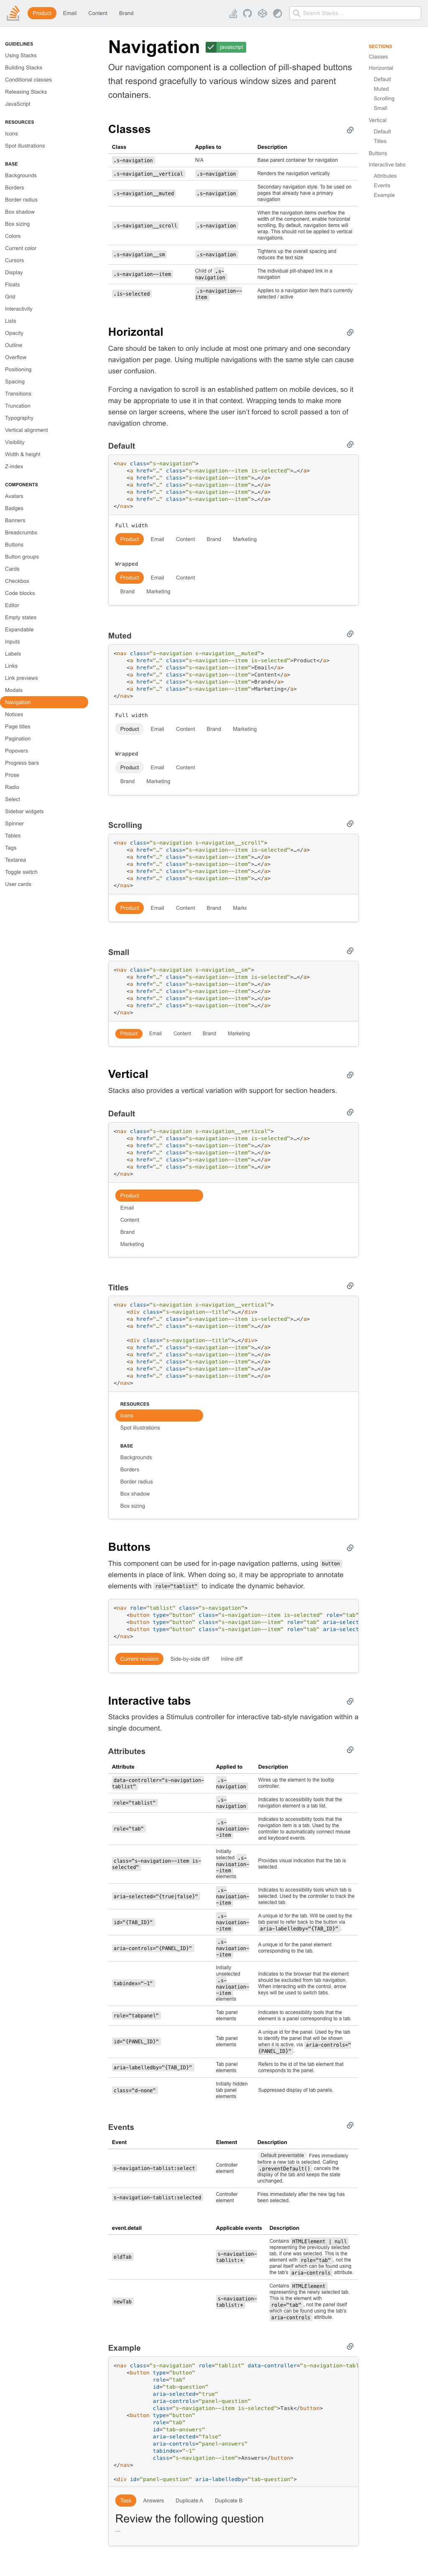 Product Email Content Brand
Search Stacks…
GUIDELINES
Using Stacks
Building Stacks
Conditional classes
Releasing Stacks
JavaScript
RESOURCES
Icons
Spot illustrations
BASE
Backgrounds
Borders
Border radius
Box shadow
Box sizing
Colors
Current color
Cursors
Display
Floats
Grid
Interactivity
Lists
Opacity
Outline
Overflow
Positioning
Spacing
Transitions
Truncation
Typography
Vertical alignment
Visibility
Width & height
Z-index
COMPONENTS
Avatars
Badges
Banners
Breadcrumbs
Buttons
Button groups
Cards
Checkbox
Code blocks
Editor
Empty states
Expandable
Inputs
Labels
Links
Link previews
Modals
Navigation
Notices
Page titles
Pagination
Popovers
Progress bars
Prose
Radio
Select
Sidebar widgets
Spinner
Tables
Tags
Textarea
Toggle switch
User cards
Navigation javascript
Our navigation component is a collection of pill-shaped buttons
that respond gracefully to various window sizes and parent
containers.
Classes
Class Applies to Description
.s-navigation N/A Base parent container for navigation
.s-navigation__vertical .s-navigation Renders the navigation vertically
.s-navigation__muted .s-navigation Secondary navigation style. To be used on
pages that already have a primary
navigation
.s-navigation__scroll .s-navigation When the navigation items overflow the
width of the component, enable horizontal
scrolling. By default, navigation items will
wrap. This should not be applied to vertical
navigations.
.s-navigation__sm .s-navigation Tightens up the overall spacing and
reduces the text size
.s-navigation--item Child of .s-
navigation The individual pill-shaped link in a
navigation
.is-selected .s-navigation--
item Applies to a navigation item that's currently
selected / active
Horizontal
Care should be taken to only include at most one primary and one secondary
navigation per page. Using multiple navigations with the same style can cause
user confusion.
Forcing a navigation to scroll is an established pattern on mobile devices, so it
may be appropriate to use it in that context. Wrapping tends to make more
sense on larger screens, where the user isn't forced to scroll passed a ton of
navigation chrome.
Default
<nav class="s-navigation">
<a href="…" class="s-navigation--item is-selected">…</a>
<a href="…" class="s-navigation--item">…</a>
<a href="…" class="s-navigation--item">…</a>
<a href="…" class="s-navigation--item">…</a>
<a href="…" class="s-navigation--item">…</a>
</nav>
Full width
Product Email Content Brand Marketing
Wrapped
Product Email Content
Brand Marketing
Muted
<nav class="s-navigation s-navigation__muted">
<a href="…" class="s-navigation--item is-selected">Product</a>
<a href="…" class="s-navigation--item">Email</a>
<a href="…" class="s-navigation--item">Content</a>
<a href="…" class="s-navigation--item">Brand</a>
<a href="…" class="s-navigation--item">Marketing</a>
</nav>
Full width
Product Email Content Brand Marketing
Wrapped
Product Email Content
Brand Marketing
Scrolling
<nav class="s-navigation s-navigation__scroll">
<a href="…" class="s-navigation--item is-selected">…</a>
<a href="…" class="s-navigation--item">…</a>
<a href="…" class="s-navigation--item">…</a>
<a href="…" class="s-navigation--item">…</a>
<a href="…" class="s-navigation--item">…</a>
</nav>
Product Email Content Brand Marke
Small
<nav class="s-navigation s-navigation__sm">
<a href="…" class="s-navigation--item is-selected">…</a>
<a href="…" class="s-navigation--item">…</a>
<a href="…" class="s-navigation--item">…</a>
<a href="…" class="s-navigation--item">…</a>
<a href="…" class="s-navigation--item">…</a>
</nav>
Product Email Content Brand Marketing
Vertical
Stacks also provides a vertical variation with support for section headers.
Default
<nav class="s-navigation s-navigation__vertical">
<a href="…" class="s-navigation--item is-selected">…</a>
<a href="…" class="s-navigation--item">…</a>
<a href="…" class="s-navigation--item">…</a>
<a href="…" class="s-navigation--item">…</a>
<a href="…" class="s-navigation--item">…</a>
</nav>
Product
Email
Content
Brand
Marketing
Titles
<nav class="s-navigation s-navigation__vertical">
<div class="s-navigation--title">…</div>
<a href="…" class="s-navigation--item is-selected">…</a>
<a href="…" class="s-navigation--item">…</a>
<div class="s-navigation--title">…</div>
<a href="…" class="s-navigation--item">…</a>
<a href="…" class="s-navigation--item">…</a>
<a href="…" class="s-navigation--item">…</a>
<a href="…" class="s-navigation--item">…</a>
<a href="…" class="s-navigation--item">…</a>
</nav>
RESOURCES
Icons
Spot illustrations
BASE
Backgrounds
Borders
Border radius
Box shadow
Box sizing
Buttons
This component can be used for in-page navigation patterns, using button
elements in place of link. When doing so, it may be appropriate to annotate
elements with role="tablist" to indicate the dynamic behavior.
<nav role="tablist" class="s-navigation">
<button type="button" class="s-navigation--item is-selected" role="tab"
<button type="button" class="s-navigation--item" role="tab" aria-select
<button type="button" class="s-navigation--item" role="tab" aria-select
</nav>
Current revision Side-by-side diff Inline diff
Interactive tabs
Stacks provides a Stimulus controller for interactive tab-style navigation within a
single document.
Attributes
Attribute Applied to Description
data-controller="s-navigation-
tablist" .s-
navigation Wires up the element to the tooltip
controller.
role="tablist" .s-
navigation Indicates to accessibility tools that the
navigation element is a tab list.
role="tab" .s-
navigation-
-item Indicates to accessibility tools that the
navigation item is a tab. Used by the
controller to automatically connect mouse
and keyboard events.
class="s-navigation--item is-
selected" Initially
selected .s-
navigation-
-item
elements Provides visual indication that the tab is
selected.
aria-selected="{true|false}" .s-
navigation-
-item Indicates to accessibility tools which tab is
selected. Used by the controller to track the
selected tab.
id="{TAB_ID}" .s-
navigation-
-item A unique id for the tab. Will be used by the
tab panel to refer back to the button via
aria-labelledby="{TAB_ID}" .
aria-controls="{PANEL_ID}" .s-
navigation-
-item A unique id for the panel element
corresponding to the tab.
tabindex="-1" Initially
unselected
.s-
navigation-
-item
elements Indicates to the browser that the element
should be excluded from tab navigation.
When interacting with the control, arrow
keys will be used to switch tabs.
role="tabpanel" Tab panel
elements Indicates to accessibility tools that the
element is a panel corresponding to a tab.
id="{PANEL_ID}" Tab panel
elements A unique id for the panel. Used by the tab
to identify the panel that will be shown
when it is active, via aria-controls="
{PANEL_ID}" .
aria-labelledby="{TAB_ID}" Tab panel
elements Refers to the id of the tab element that
corresponds to the panel.
class="d-none" Initially hidden
tab panel
elements Suppressed display of tab panels.
Events
Event Element Description
s-navigation-tablist:select Controller
element Default preventable Fires immediately
before a new tab is selected. Calling
.preventDefault() cancels the
display of the tab and keeps the state
unchanged.
s-navigation-tablist:selected Controller
element Fires immediately after the new tag has
been selected.
event.detail Applicable events Description
oldTab s-navigation-
tablist:* Contains HTMLElement | null
representing the previously selected
tab, if one was selected. This is the
element with role="tab" , not the
panel itself which can be found using
the tab's aria-controls attribute.
newTab s-navigation-
tablist:* Contains HTMLElement
representing the newly selected tab.
This is the element with
role="tab" , not the panel itself
which can be found using the tab's
aria-controls attribute.
Example
<nav class="s-navigation" role="tablist" data-controller="s-navigation-tabl
<button type="button"
role="tab"
id="tab-question"
aria-selected="true"
aria-controls="panel-question"
class="s-navigation--item is-selected">Task</button>
<button type="button"
role="tab"
id="tab-answers"
aria-selected="false"
aria-controls="panel-answers"
tabindex="-1"
class="s-navigation--item">Answers</button>
</nav>
<div id="panel-question" aria-labelledby="tab-question">
Task Answers Duplicate A Duplicate B
Review the following question
…
SECTIONS
Classes
Horizontal
Default
Muted
Scrolling
Small
Vertical
Default
Titles
Buttons
Interactive tabs
Attributes
Events
Example